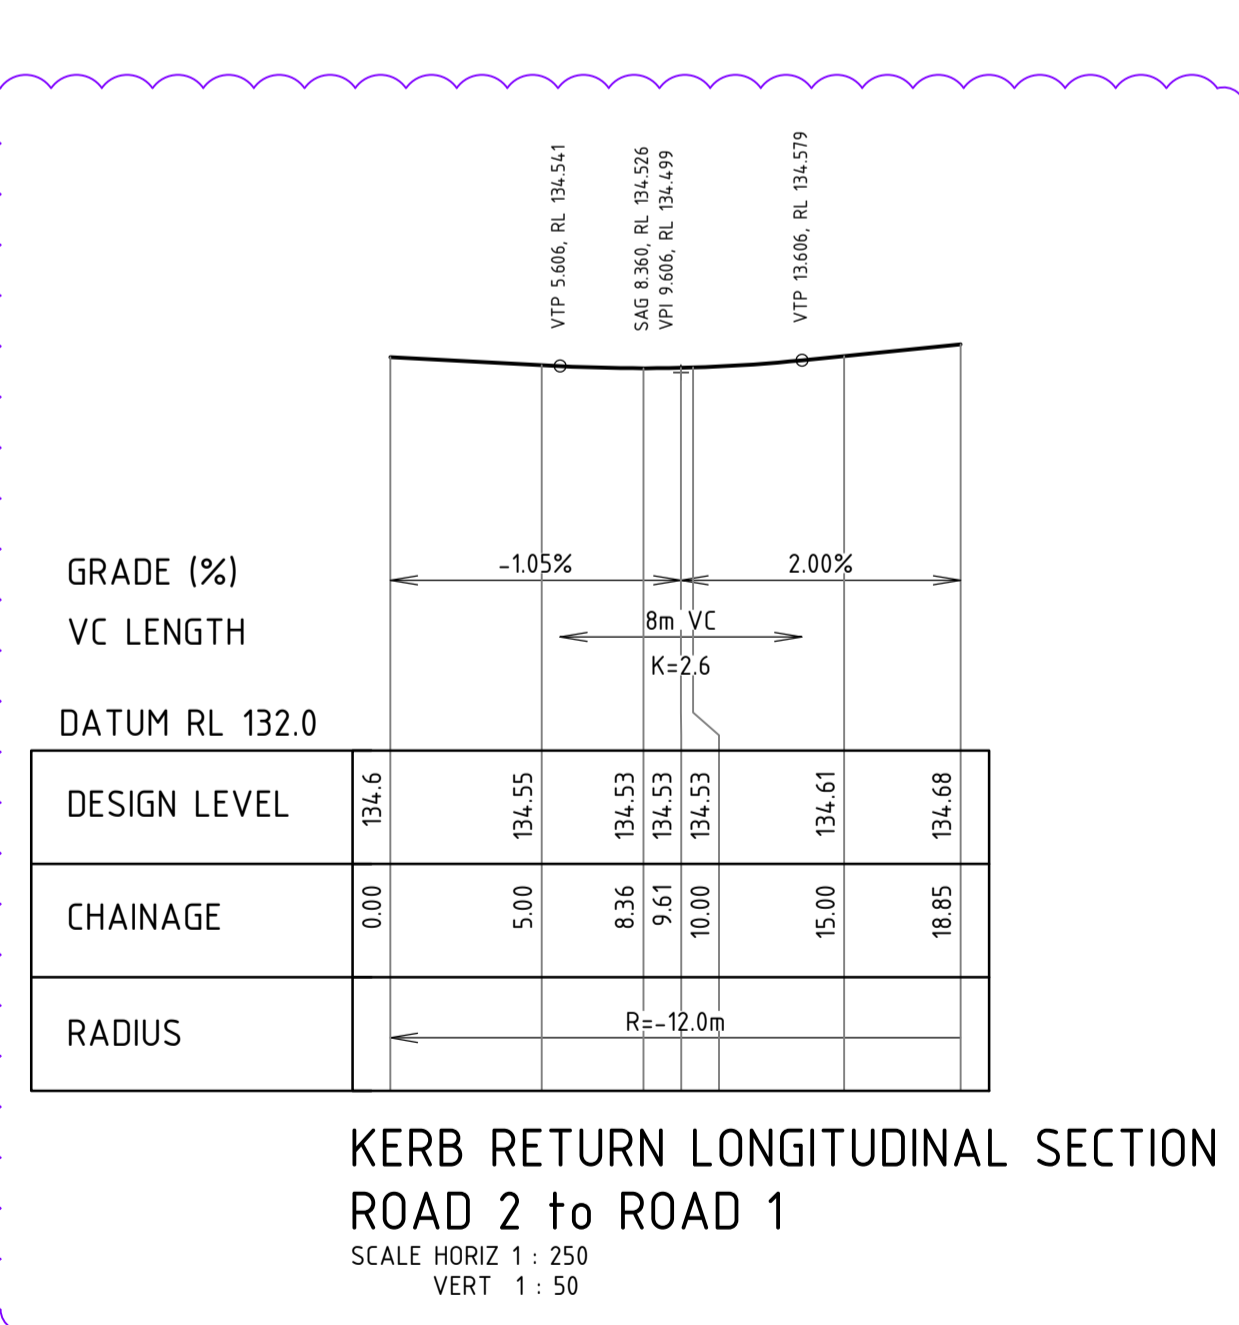 VTP 5.606, RL 134.541
SAG 8.360, RL 134.526
VPI 9.606, RL 134.499
VTP 13.606, RL 134.579
GRADE (%)
-1.05%
2.00%
VC LENGTH
8m VC
K=2.6
DATUM RL 132.0
DESIGN LEVEL
134.6
134.55
134.53
134.53
134.53
134.61
134.68
CHAINAGE
0.00
5.00
8.36
9.61
10.00
15.00
18.85
RADIUS
R=-12.0m
KERB RETURN LONGITUDINAL SECTION
ROAD 2 to ROAD 1
SCALE HORIZ 1 : 250
VERT 1 : 50